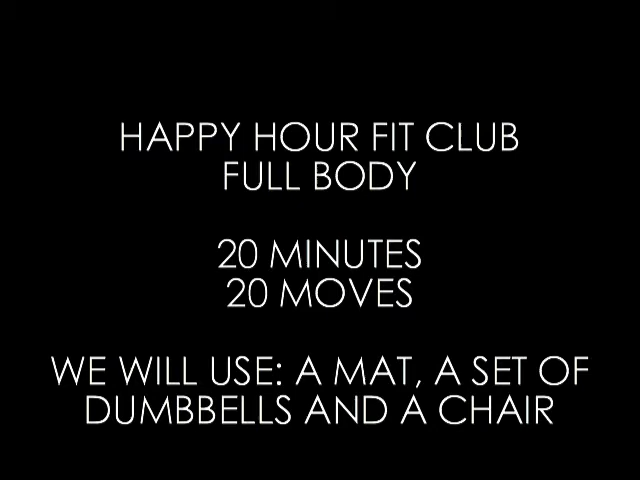 HAPPY HOUR FIT CLUB
FULL BODY
20 MINUTES
20 MOVES
WE WILL USE: A MAT, A SET OF
DUMBBELLS AND A CHAIR